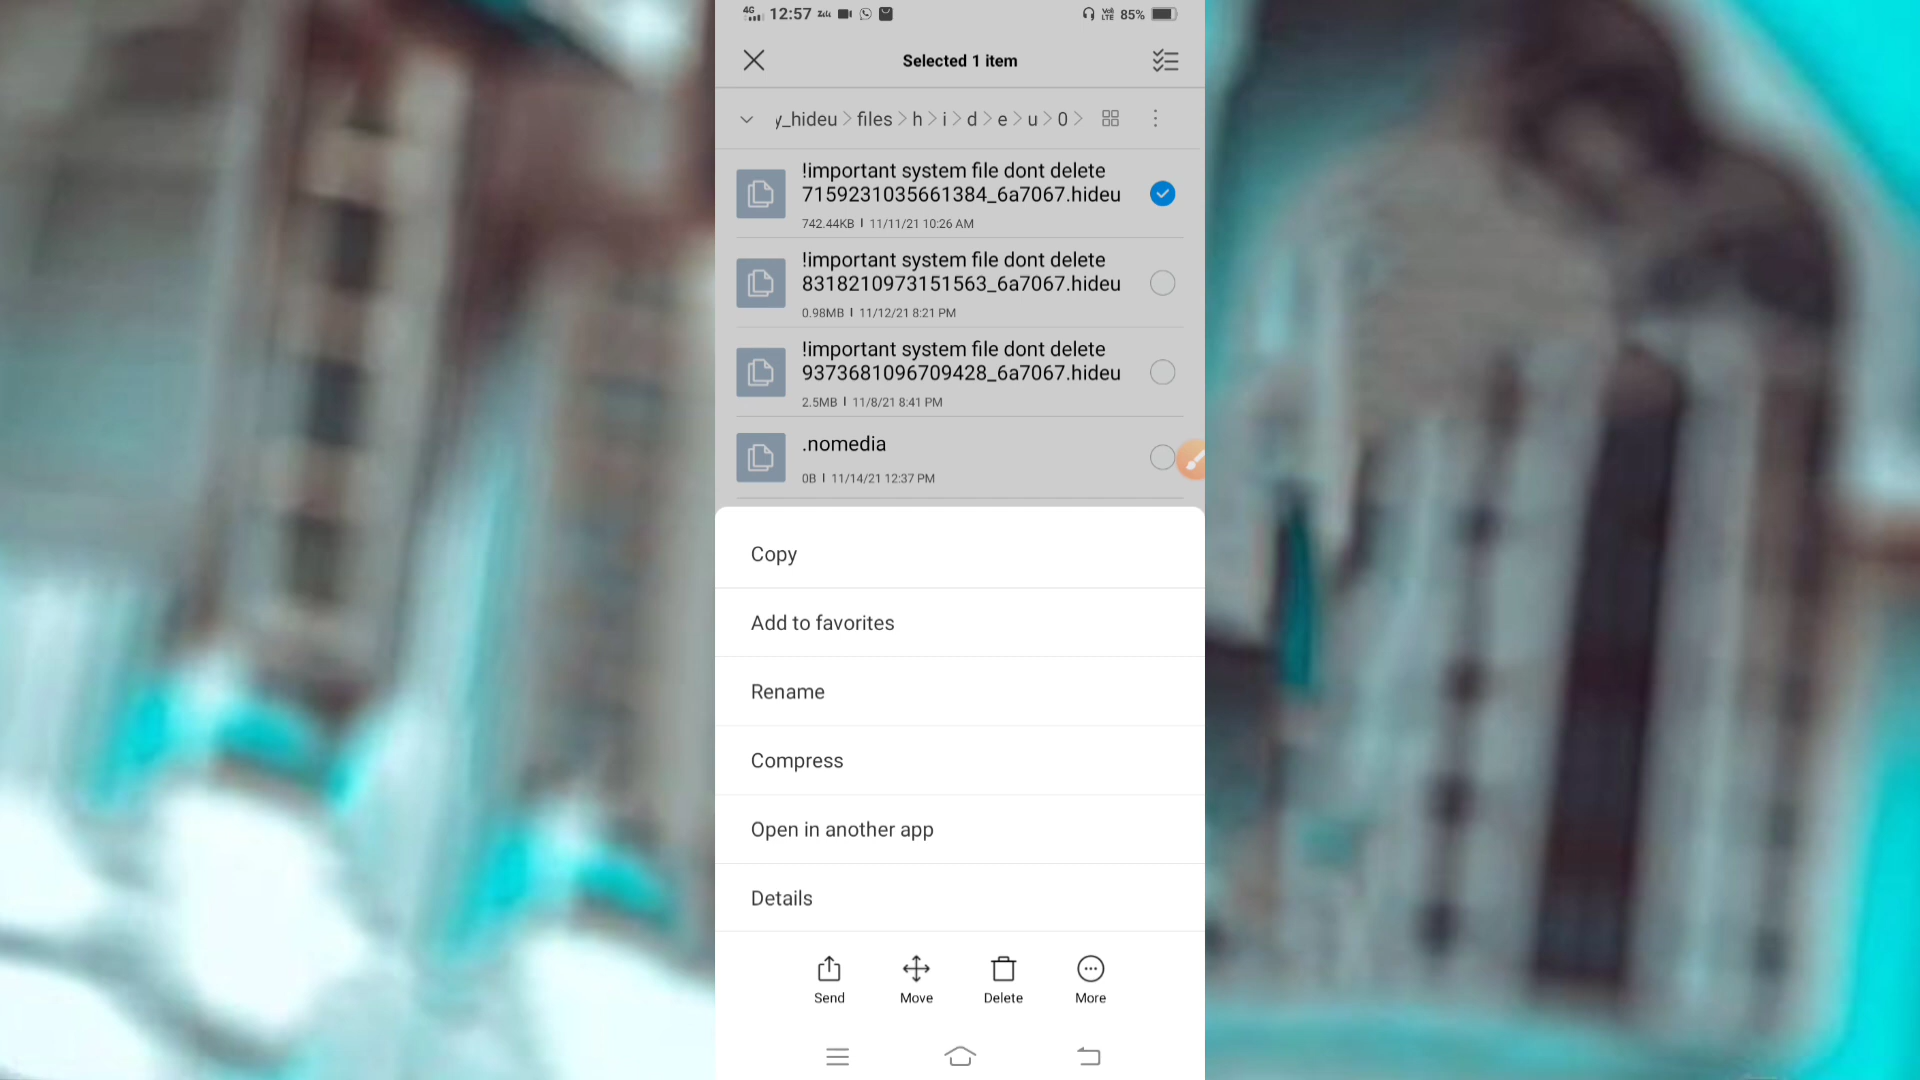 4G 12:57 85%
Selected 1 item
y_hideu > files > h > i > d > e > u > 0 >
!important system file dont delete
7159231035661384_6a7067.hideu
742.44KB | 11/11/21 10:26 AM
!important system file dont delete
8318210973151563_6a7067.hideu
0.98MB | 11/12/21 8:21 PM
!important system file dont delete
9373681096709428_6a7067.hideu
2.5MB | 11/8/21 8:41 PM
.nomedia
0B | 11/14/21 12:37 PM
Copy
Add to favorites
Rename
Compress
Open in another app
Details
Send Move Delete More